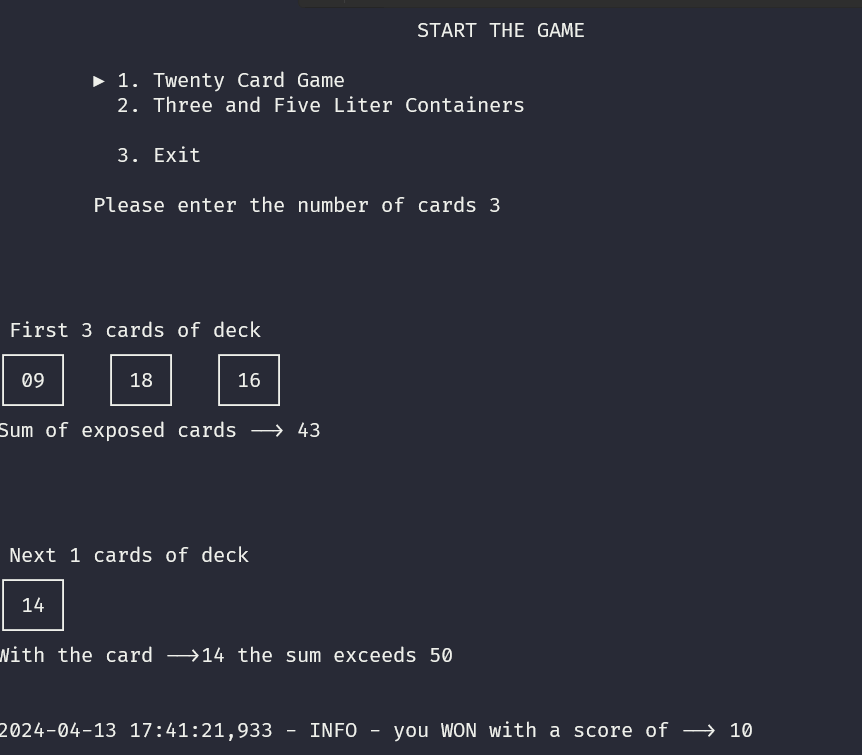 START THE GAME
► 1. Twenty Card Game
2. Three and Five Liter Containers
3. Exit
Please enter the number of cards 3
First 3 cards of deck
09 18 16
Sum of exposed cards ⟶ 43
Next 1 cards of deck
14
With the card ⟶14 the sum exceeds 50
2024-04-13 17:41:21,933 - INFO - you WON with a score of ⟶ 10